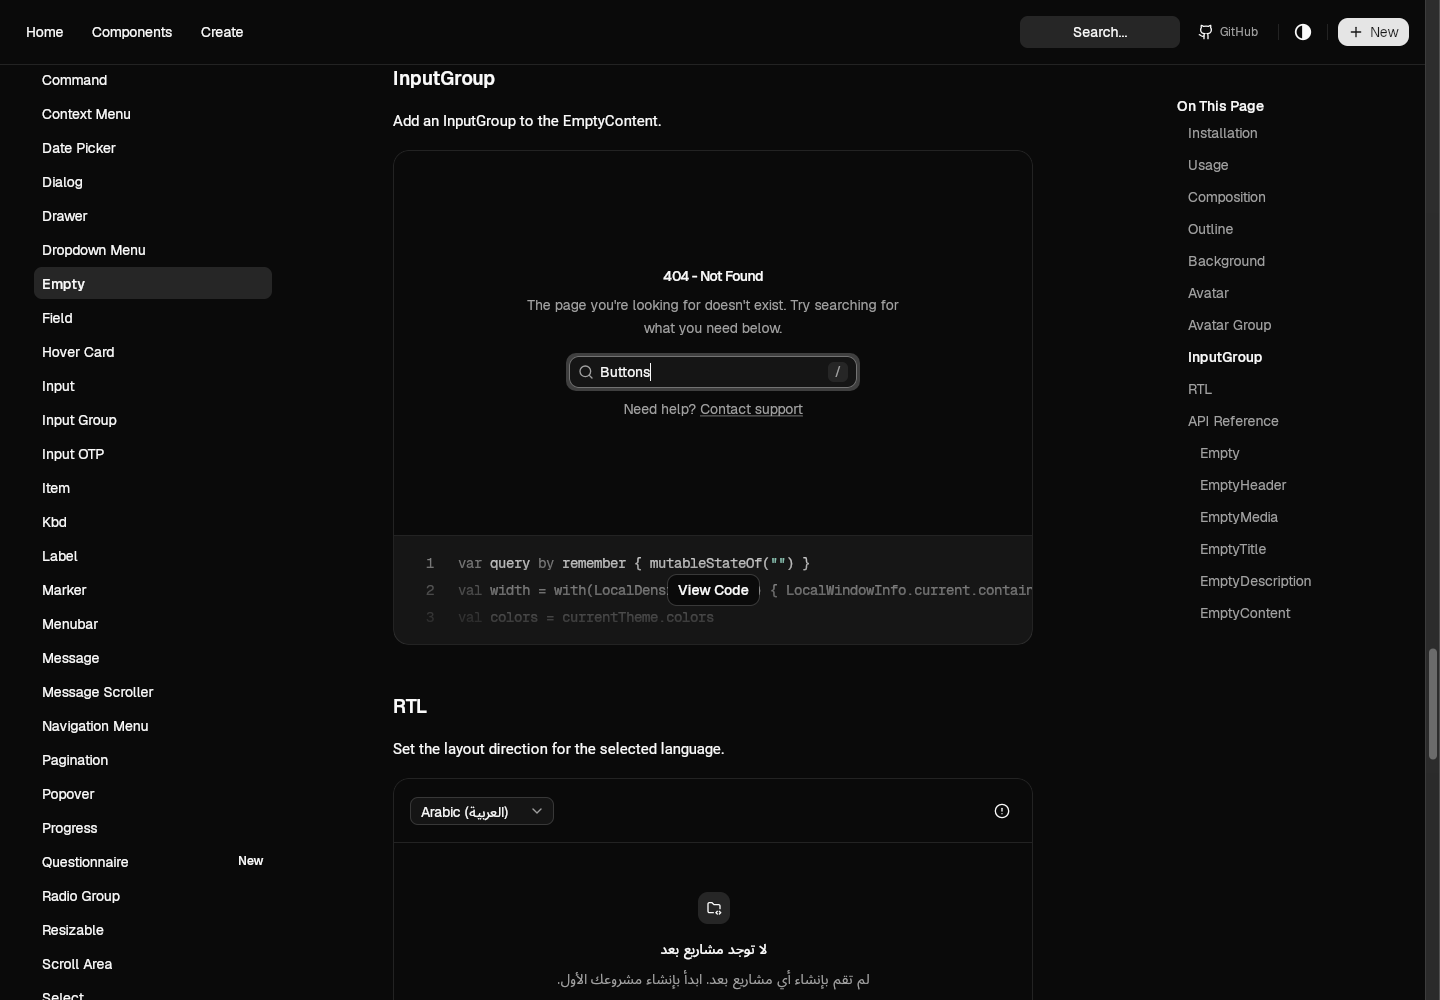 Home
Components
Create
Search...
GitHub
New
Command
Context Menu
Date Picker
Dialog
Drawer
Dropdown Menu
Empty
Field
Hover Card
Input
Input Group
Input OTP
Item
Kbd
Label
Marker
Menubar
Message
Message Scroller
Navigation Menu
Pagination
Popover
Progress
Questionnaire New
Radio Group
Resizable
Scroll Area
Select
InputGroup
Add an InputGroup to the EmptyContent.
404 - Not Found
The page you're looking for doesn't exist. Try searching for
what you need below.
Buttons /
Need help? Contact support
1 var query by remember { mutableStateOf("") }
2 val width = with(LocalDens { LocalWindowInfo.current.contain
View Code
3 val colors = currentTheme.colors
RTL
Set the layout direction for the selected language.
Arabic (العربية)
لا توجد مشاريع بعد
لم تقم بإنشاء أي مشاريع بعد. ابدأ بإنشاء مشروعك الأول.
On This Page
Installation
Usage
Composition
Outline
Background
Avatar
Avatar Group
InputGroup
RTL
API Reference
Empty
EmptyHeader
EmptyMedia
EmptyTitle
EmptyDescription
EmptyContent